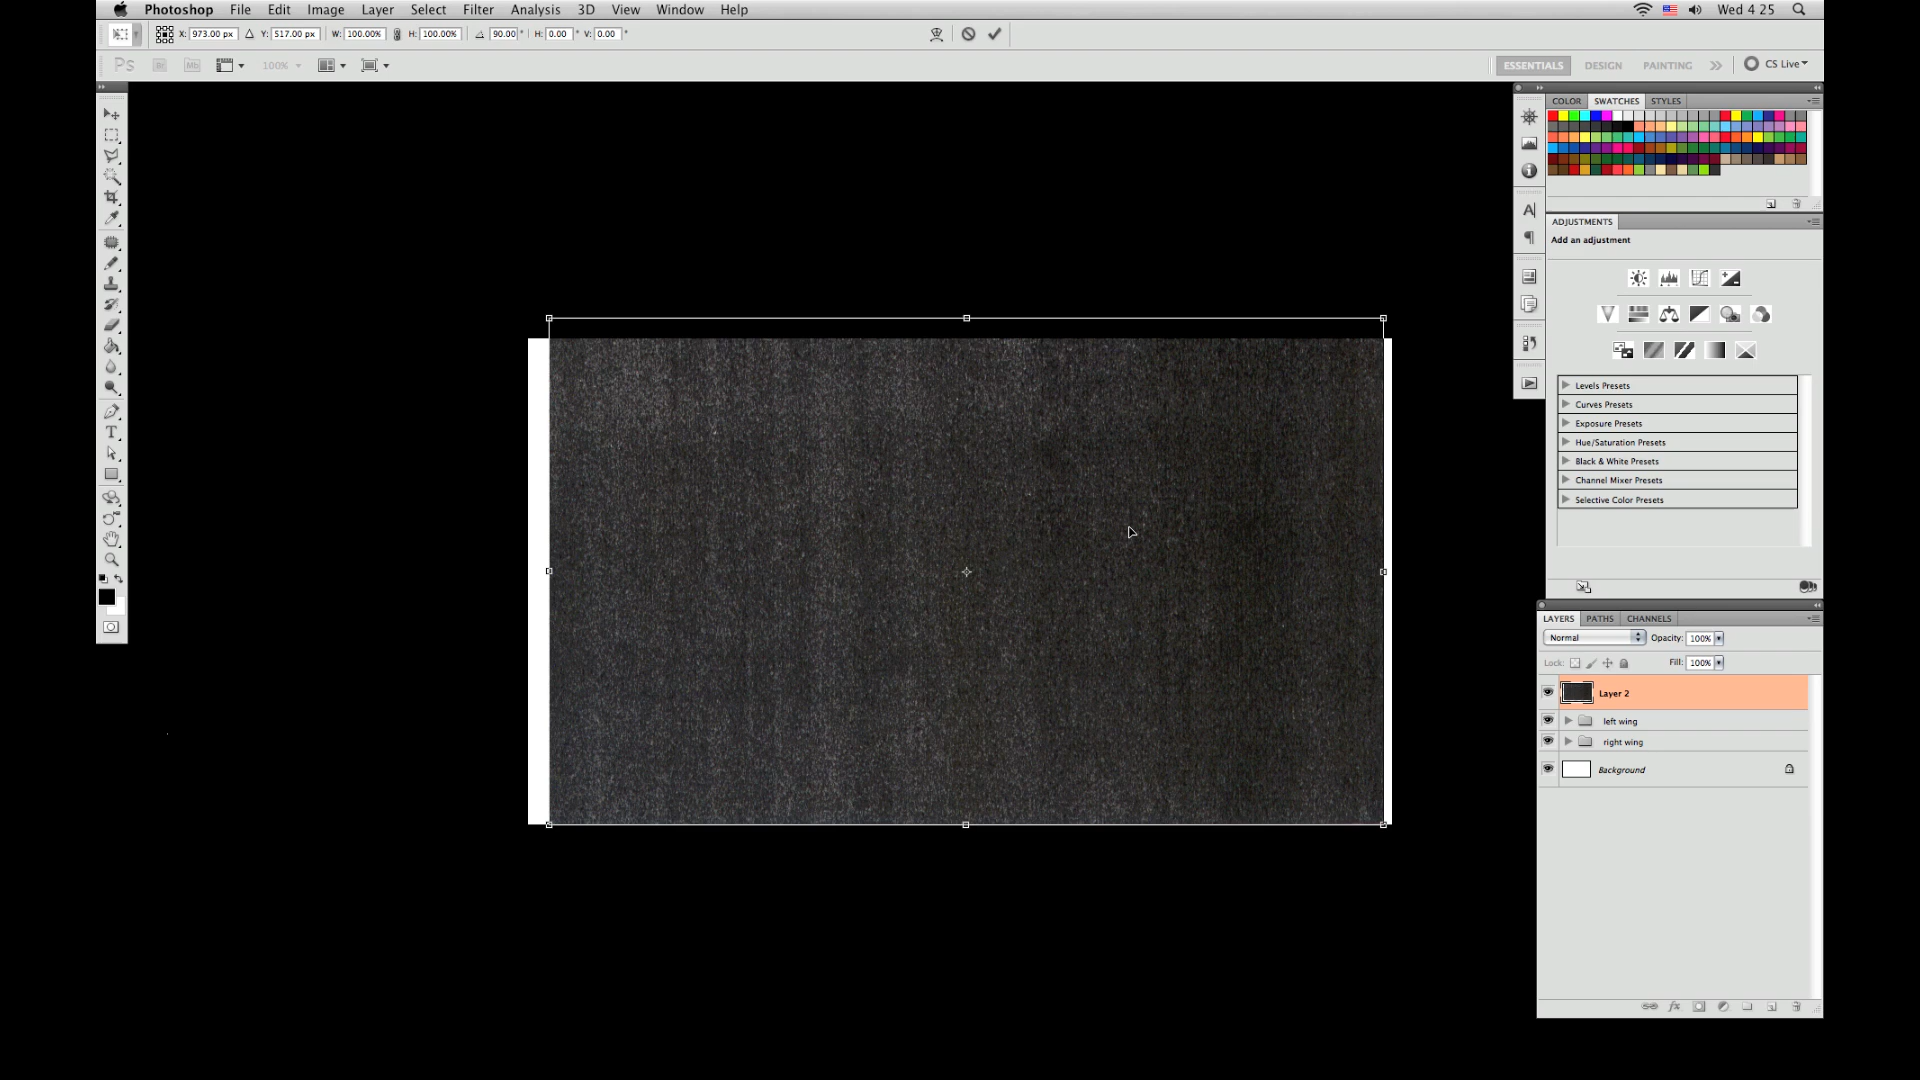 Photoshop File Edit Image Layer Select Filter Analysis 3D View Window Help Wed 4 25
X: 973.00 px Y: 517.00 px W: 100.00% H: 100.00% 90.00 ° H: 0.00 ° V: 0.00 °
Ps Br Mb 100% ESSENTIALS DESIGN PAINTING CS Live
COLOR SWATCHES STYLES
ADJUSTMENTS
Add an adjustment
Levels Presets
Curves Presets
Exposure Presets
Hue/Saturation Presets
Black & White Presets
Channel Mixer Presets
Selective Color Presets
LAYERS PATHS CHANNELS
Normal Opacity: 100%
Lock: Fill: 100%
Layer 2
left wing
right wing
Background